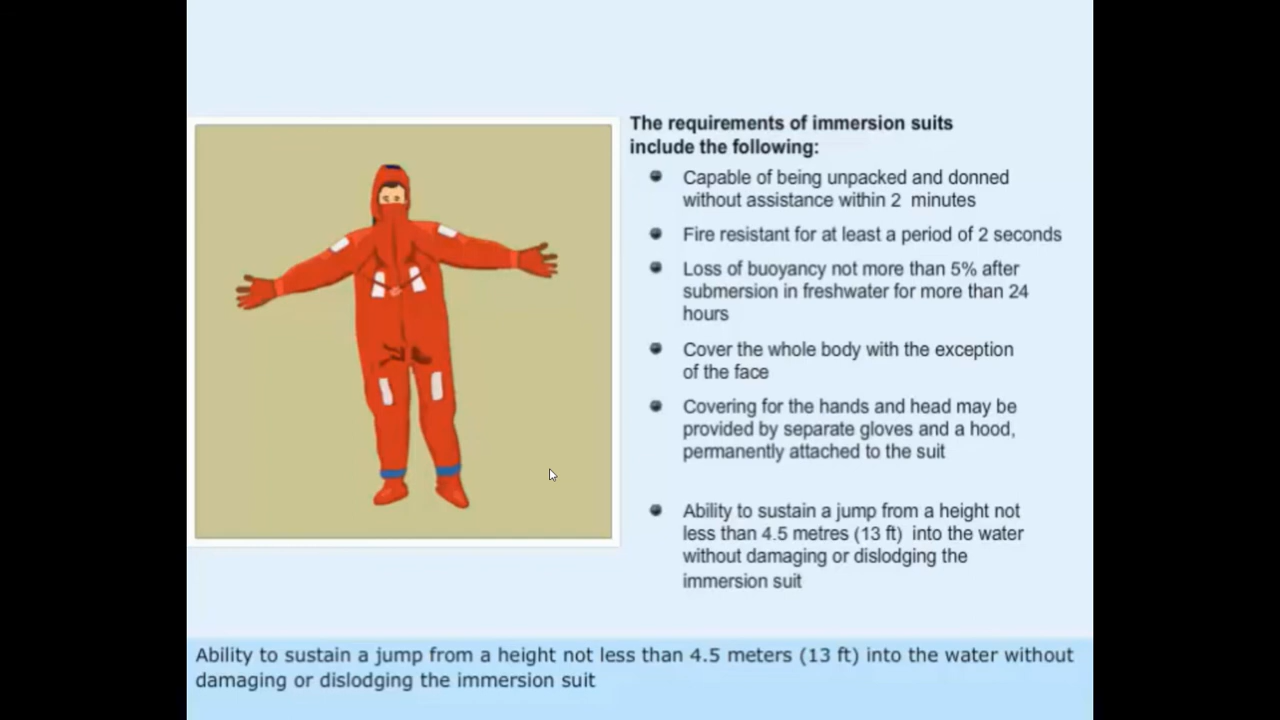 The requirements of immersion suits
include the following:
Capable of being unpacked and donned
without assistance within 2 minutes
Fire resistant for at least a period of 2 seconds
Loss of buoyancy not more than 5% after
submersion in freshwater for more than 24
hours
Cover the whole body with the exception
of the face
Covering for the hands and head may be
provided by separate gloves and a hood,
permanently attached to the suit
Ability to sustain a jump from a height not
less than 4.5 metres (13 ft) into the water
without damaging or dislodging the
immersion suit
Ability to sustain a jump from a height not less than 4.5 meters (13 ft) into the water without
damaging or dislodging the immersion suit